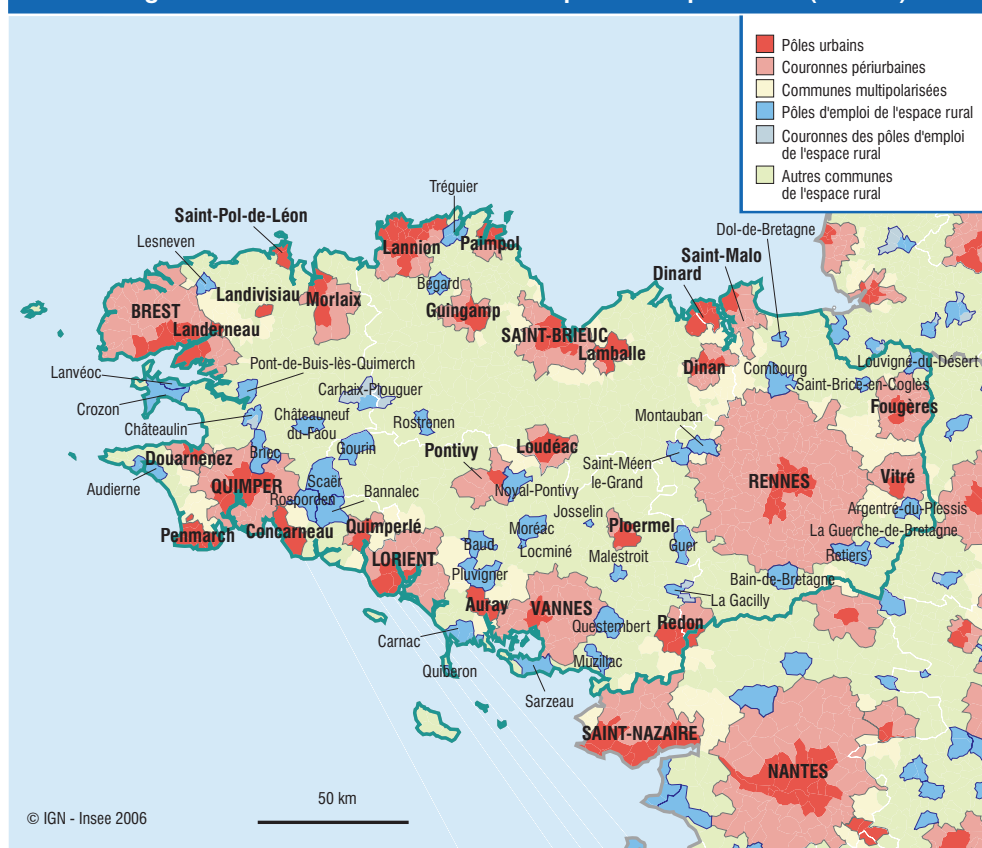 Pôles urbains
Couronnes périurbaines
Communes multipolarisées
Pôles d'emploi de l'espace rural
Couronnes des pôles d'emploi
de l'espace rural
Autres communes
de l'espace rural
Tréguier
Saint-Pol-de-Léon
Dol-de-Bretagne
Lesneven
Lannion
Paimpol
Saint-Malo
Dinard
Bégard
Landivisiau
Morlaix
BREST
Guingamp
Landerneau
SAINT-BRIEUC
Lamballe
Louvigné-du-Désert
Pont-de-Buis-lès-Quimerch
Dinan
Combourg
Lanvéoc
Carhaix-Plouguer
Saint-Brice-en-Coglès
Crozon
Fougères
Châteauneuf
du-Faou
Montauban
Châteaulin
Rostrenen
Gourin
Pontivy
Loudéac
Briec
Douarnenez
Saint-Méen
le-Grand
Vitré
Audierne
QUIMPER
Scaër
RENNES
Bannalec
Noyal-Pontivy
Rosporden
Josselin
Argentré-du-Plessis
Penmarch
Concarneau
Quimperlé
Moréac
Ploermel
La Guerche-de-Bretagne
Baud
Locminé
Guer
Retiers
LORIENT
Malestroit
Pluvigner
Bain-de-Bretagne
La Gacilly
Auray
VANNES
Questembert
Redon
Carnac
Muzillac
Quiberon
Sarzeau
SAINT-NAZAIRE
NANTES
50 km
© IGN - Insee 2006